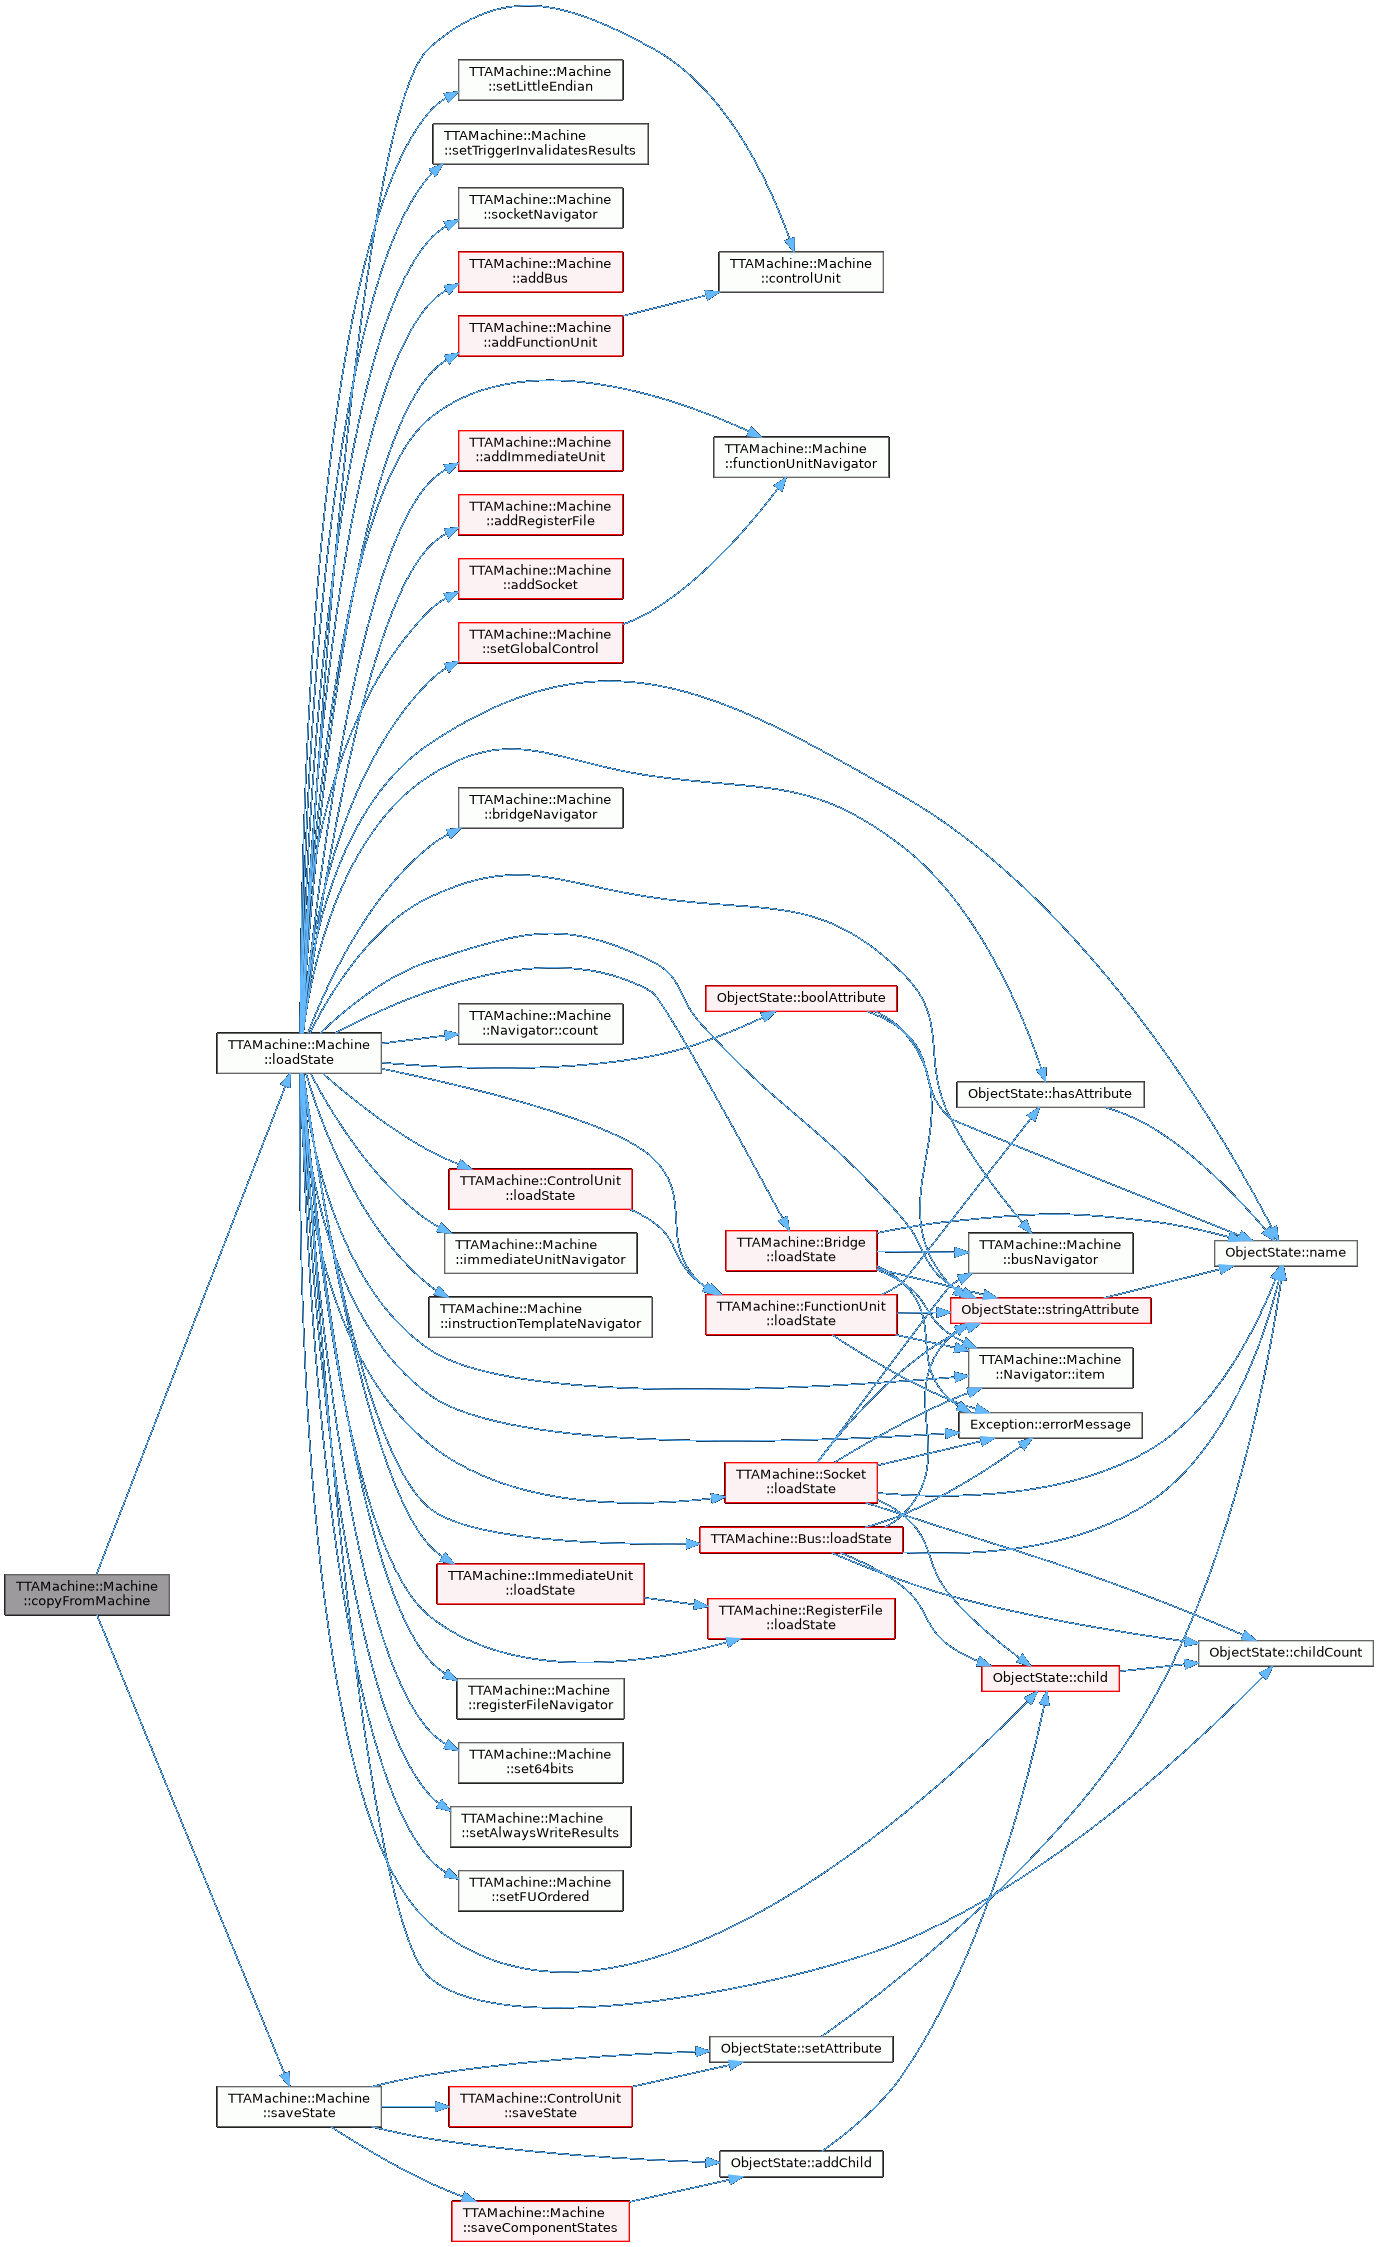 TTAMachine::Machine
::setLittleEndian
TTAMachine::Machine
::setTriggerInvalidatesResults
TTAMachine::Machine
::socketNavigator
TTAMachine::Machine
::addBus
TTAMachine::Machine
::controlUnit
TTAMachine::Machine
::addFunctionUnit
TTAMachine::Machine
::addImmediateUnit
TTAMachine::Machine
::functionUnitNavigator
TTAMachine::Machine
::addRegisterFile
TTAMachine::Machine
::addSocket
TTAMachine::Machine
::setGlobalControl
TTAMachine::Machine
::bridgeNavigator
ObjectState::boolAttribute
TTAMachine::Machine
::Navigator::count
TTAMachine::Machine
::loadState
ObjectState::hasAttribute
TTAMachine::ControlUnit
::loadState
TTAMachine::Machine
::immediateUnitNavigator
TTAMachine::Bridge
::loadState
TTAMachine::Machine
::busNavigator
ObjectState::name
TTAMachine::Machine
::instructionTemplateNavigator
TTAMachine::FunctionUnit
::loadState
ObjectState::stringAttribute
TTAMachine::Machine
::Navigator::item
Exception::errorMessage
TTAMachine::Socket
::loadState
TTAMachine::Bus::loadState
TTAMachine::Machine
::copyFromMachine
TTAMachine::ImmediateUnit
::loadState
TTAMachine::RegisterFile
::loadState
ObjectState::childCount
ObjectState::child
TTAMachine::Machine
::registerFileNavigator
TTAMachine::Machine
::set64bits
TTAMachine::Machine
::setAlwaysWriteResults
TTAMachine::Machine
::setFUOrdered
ObjectState::setAttribute
TTAMachine::Machine
::saveState
TTAMachine::ControlUnit
::saveState
ObjectState::addChild
TTAMachine::Machine
::saveComponentStates